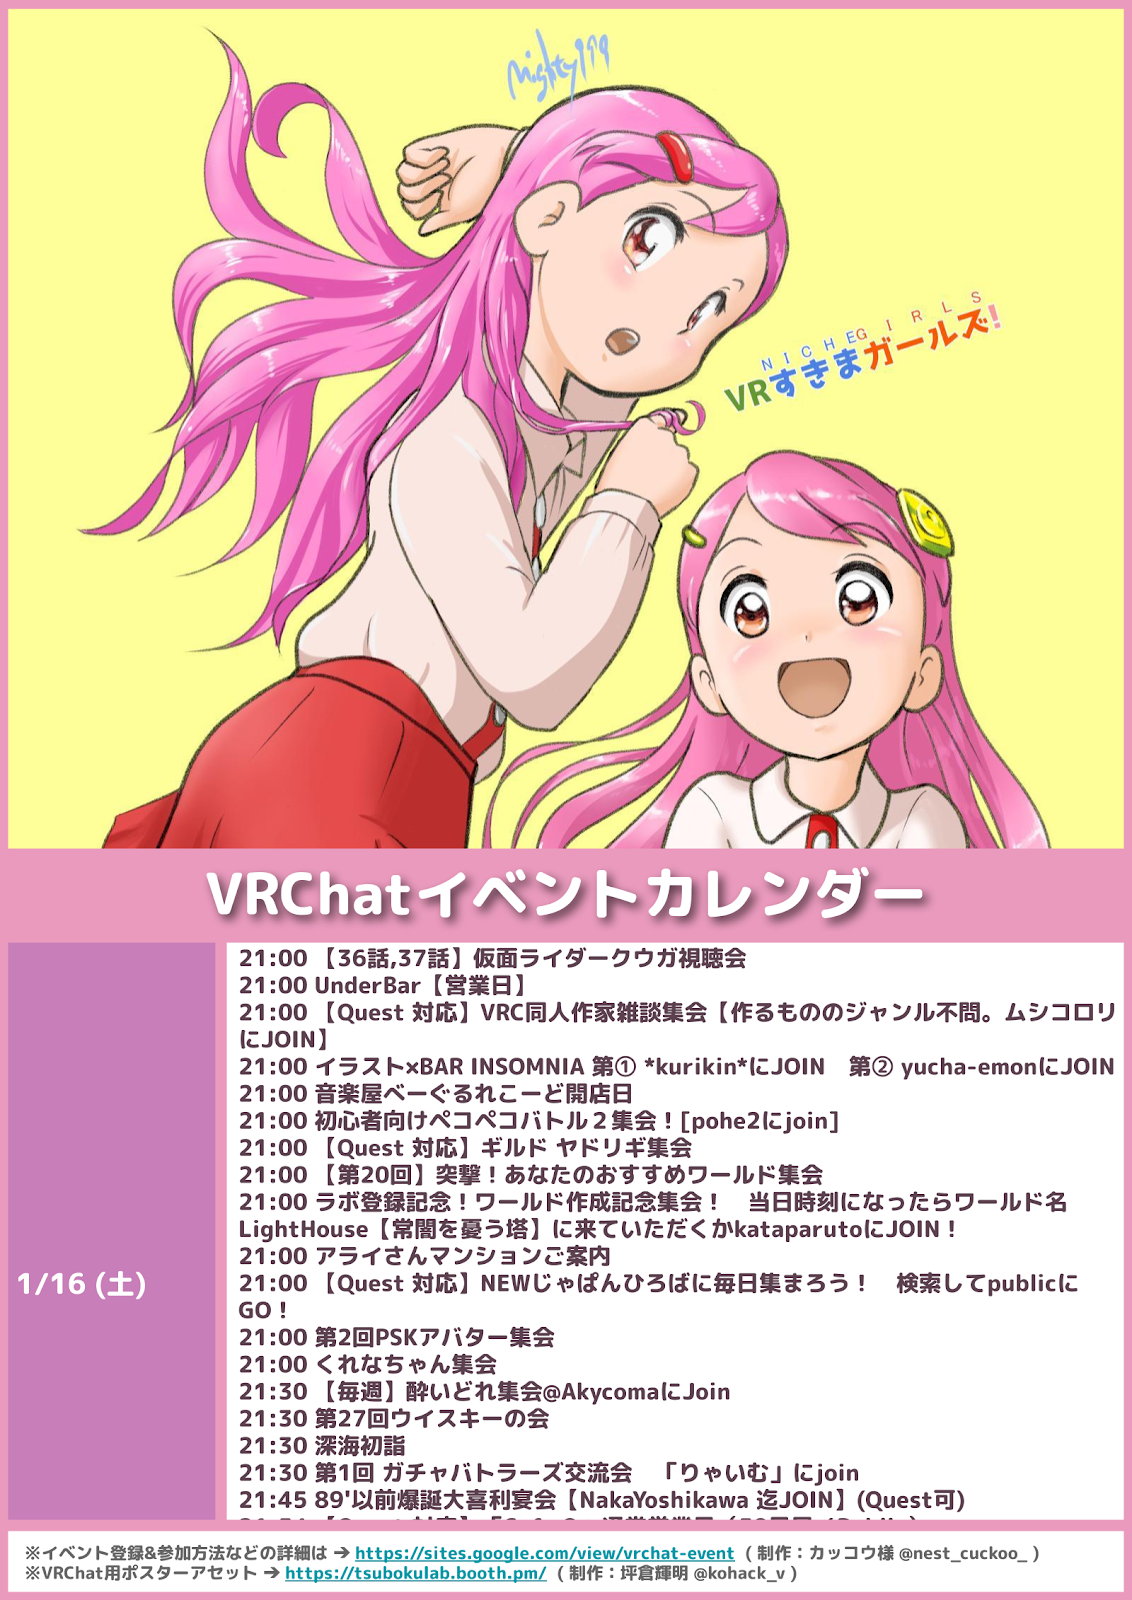 mighty199
NICHE GIRLS
VRすきまガールズ!
VRChatイベントカレンダー
1/16 (土)
21:00 【36話,37話】仮面ライダークウガ視聴会
21:00 UnderBar【営業日】
21:00 【Quest 対応】VRC同人作家雑談集会【作るもののジャンル不問。ムシコロリ
にJOIN】
21:00 イラスト×BAR INSOMNIA 第① *kurikin*にJOIN　第② yucha-emonにJOIN
21:00 音楽屋べーぐるれこーど開店日
21:00 初心者向けペコペコバトル２集会！[pohe2にjoin]
21:00 【Quest 対応】ギルド ヤドリギ集会
21:00 【第20回】突撃！あなたのおすすめワールド集会
21:00 ラボ登録記念！ワールド作成記念集会！　当日時刻になったらワールド名
LightHouse【常闇を憂う塔】に来ていただくかkataparutoにJOIN！
21:00 アライさんマンションご案内
21:00 【Quest 対応】NEWじゃぱんひろばに毎日集まろう！　検索してpublicに
GO！
21:00 第2回PSKアバター集会
21:00 くれなちゃん集会
21:30 【毎週】酔いどれ集会@AkycomaにJoin
21:30 第27回ウイスキーの会
21:30 深海初詣
21:30 第1回 ガチャバトラーズ交流会　「りゃいむ」にjoin
21:45 89'以前爆誕大喜利宴会【NakaYoshikawa 迄JOIN】(Quest可)
※イベント登録&参加方法などの詳細は → https://sites.google.com/view/vrchat-event ( 制作：カッコウ様 @nest_cuckoo_ )
※VRChat用ポスターアセット → https://tsubokulab.booth.pm/ ( 制作：坪倉輝明 @kohack_v )